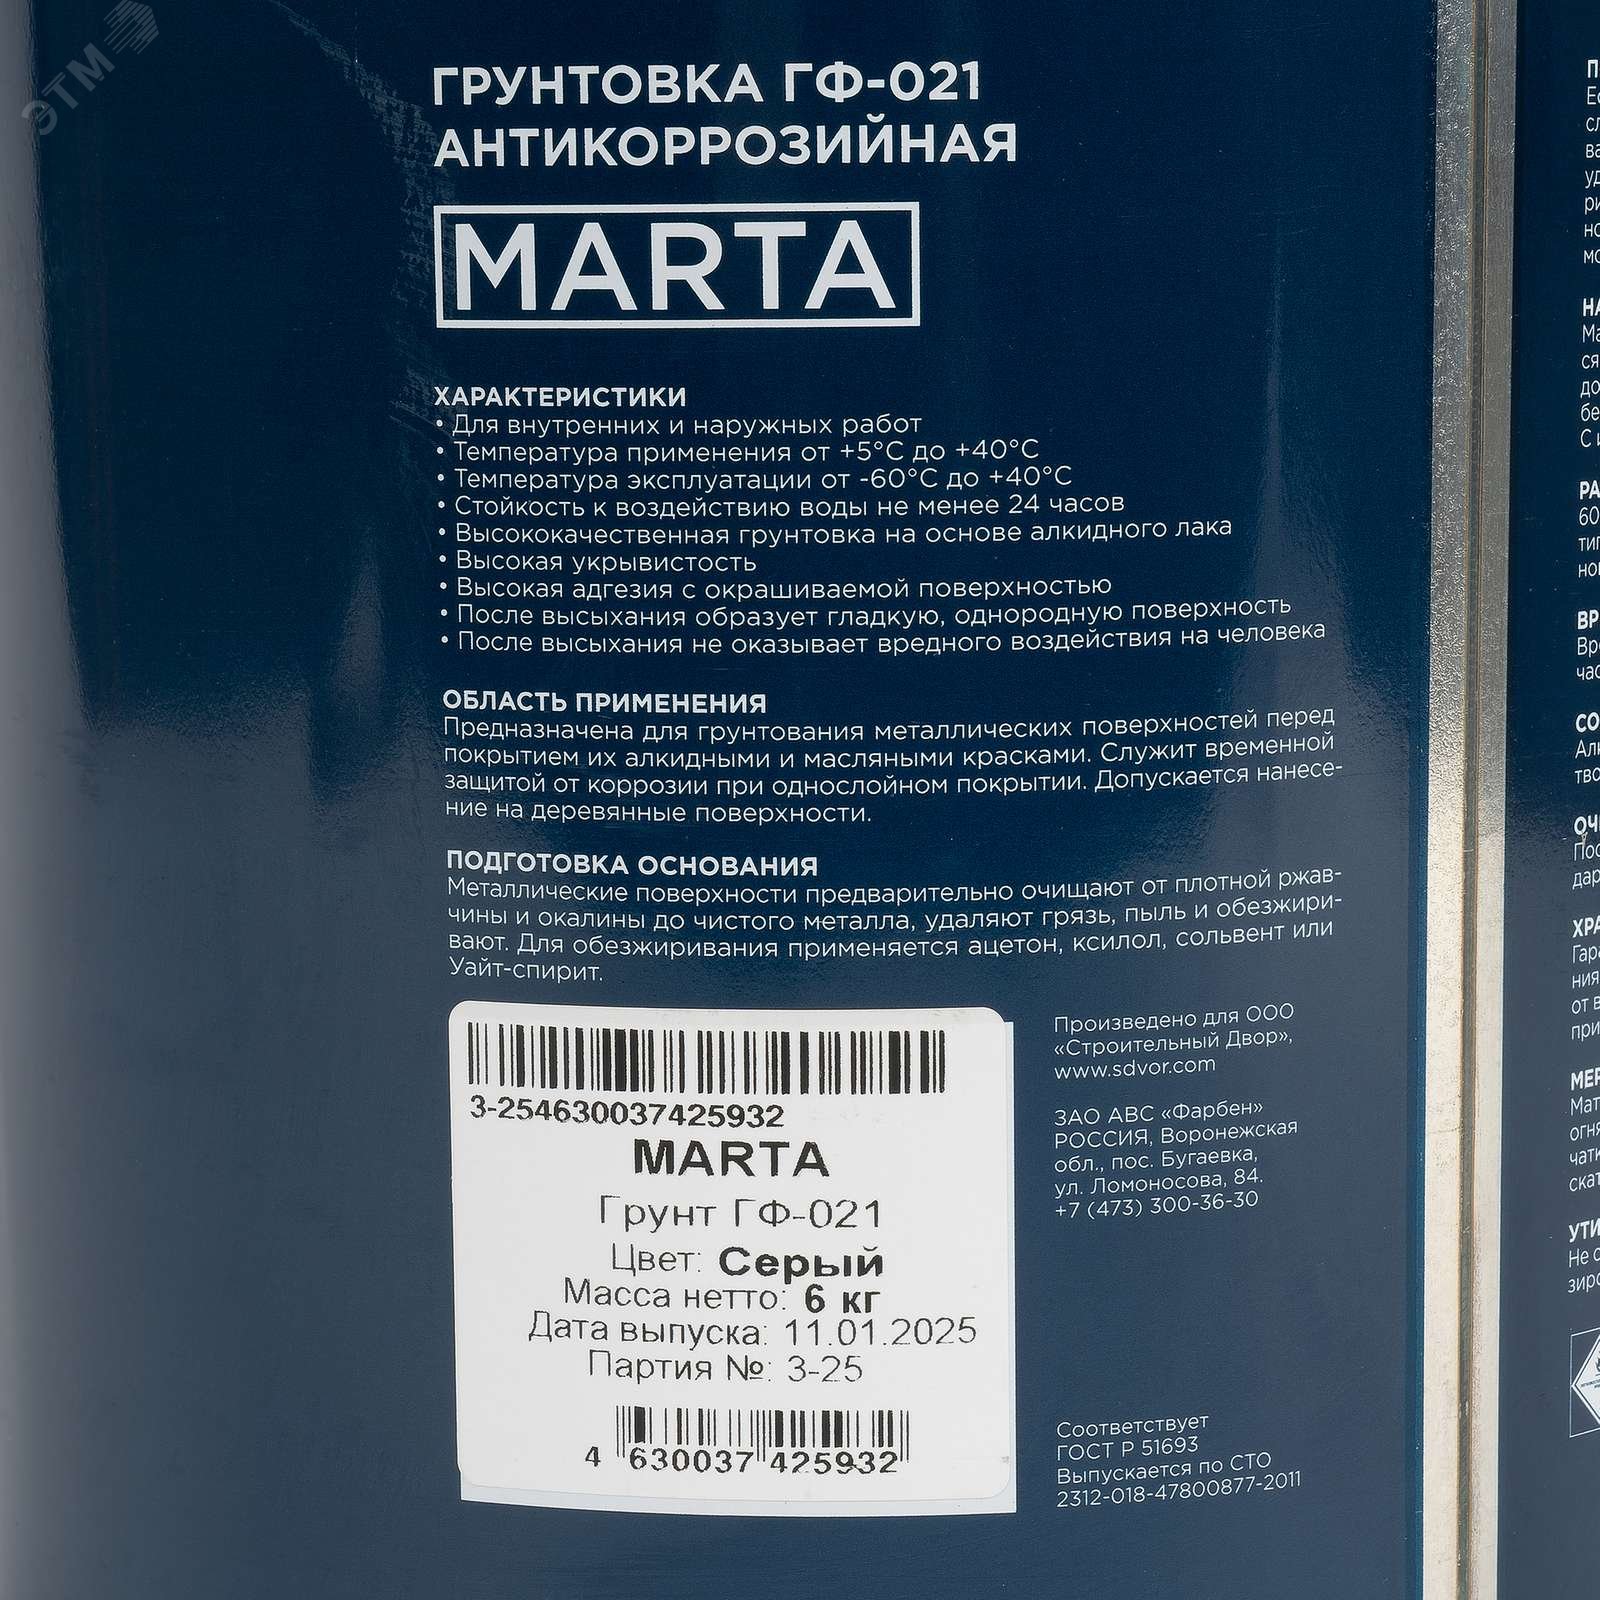 ЭТМ
ГРУНТОВКА ГФ-021
АНТИКОРРОЗИЙНАЯ
MARTA
ХАРАКТЕРИСТИКИ
• Для внутренних и наружных работ
• Температура применения от +5°С до +40°С
• Температура эксплуатации от -60°С до +40°С
• Стойкость к воздействию воды не менее 24 часов
• Высококачественная грунтовка на основе алкидного лака
• Высокая укрывистость
• Высокая адгезия с окрашиваемой поверхностью
• После высыхания образует гладкую, однородную поверхность
• После высыхания не оказывает вредного воздействия на человека
ОБЛАСТЬ ПРИМЕНЕНИЯ
Предназначена для грунтования металлических поверхностей перед
покрытием их алкидными и масляными красками. Служит временной
защитой от коррозии при однослойном покрытии. Допускается нанесе-
ние на деревянные поверхности.
ПОДГОТОВКА ОСНОВАНИЯ
Металлические поверхности предварительно очищают от плотной ржав-
чины и окалины до чистого металла, удаляют грязь, пыль и обезжири-
вают. Для обезжиривания применяется ацетон, ксилол, сольвент или
Уайт-спирит.
3-254630037425932
MARTA
Грунт ГФ-021
Цвет: Серый
Масса нетто: 6 кг
Дата выпуска: 11.01.2025
Партия №: 3-25
4 630037 425932
Произведено для ООО
«Строительный Двор»,
www.sdvor.com
ЗАО АВС «Фарбен»
РОССИЯ, Воронежская
обл., пос. Бугаевка,
ул. Ломоносова, 84.
+7 (473) 300-36-30
Соответствует
ГОСТ Р 51693
Выпускается по СТО
2312-018-47800877-2011